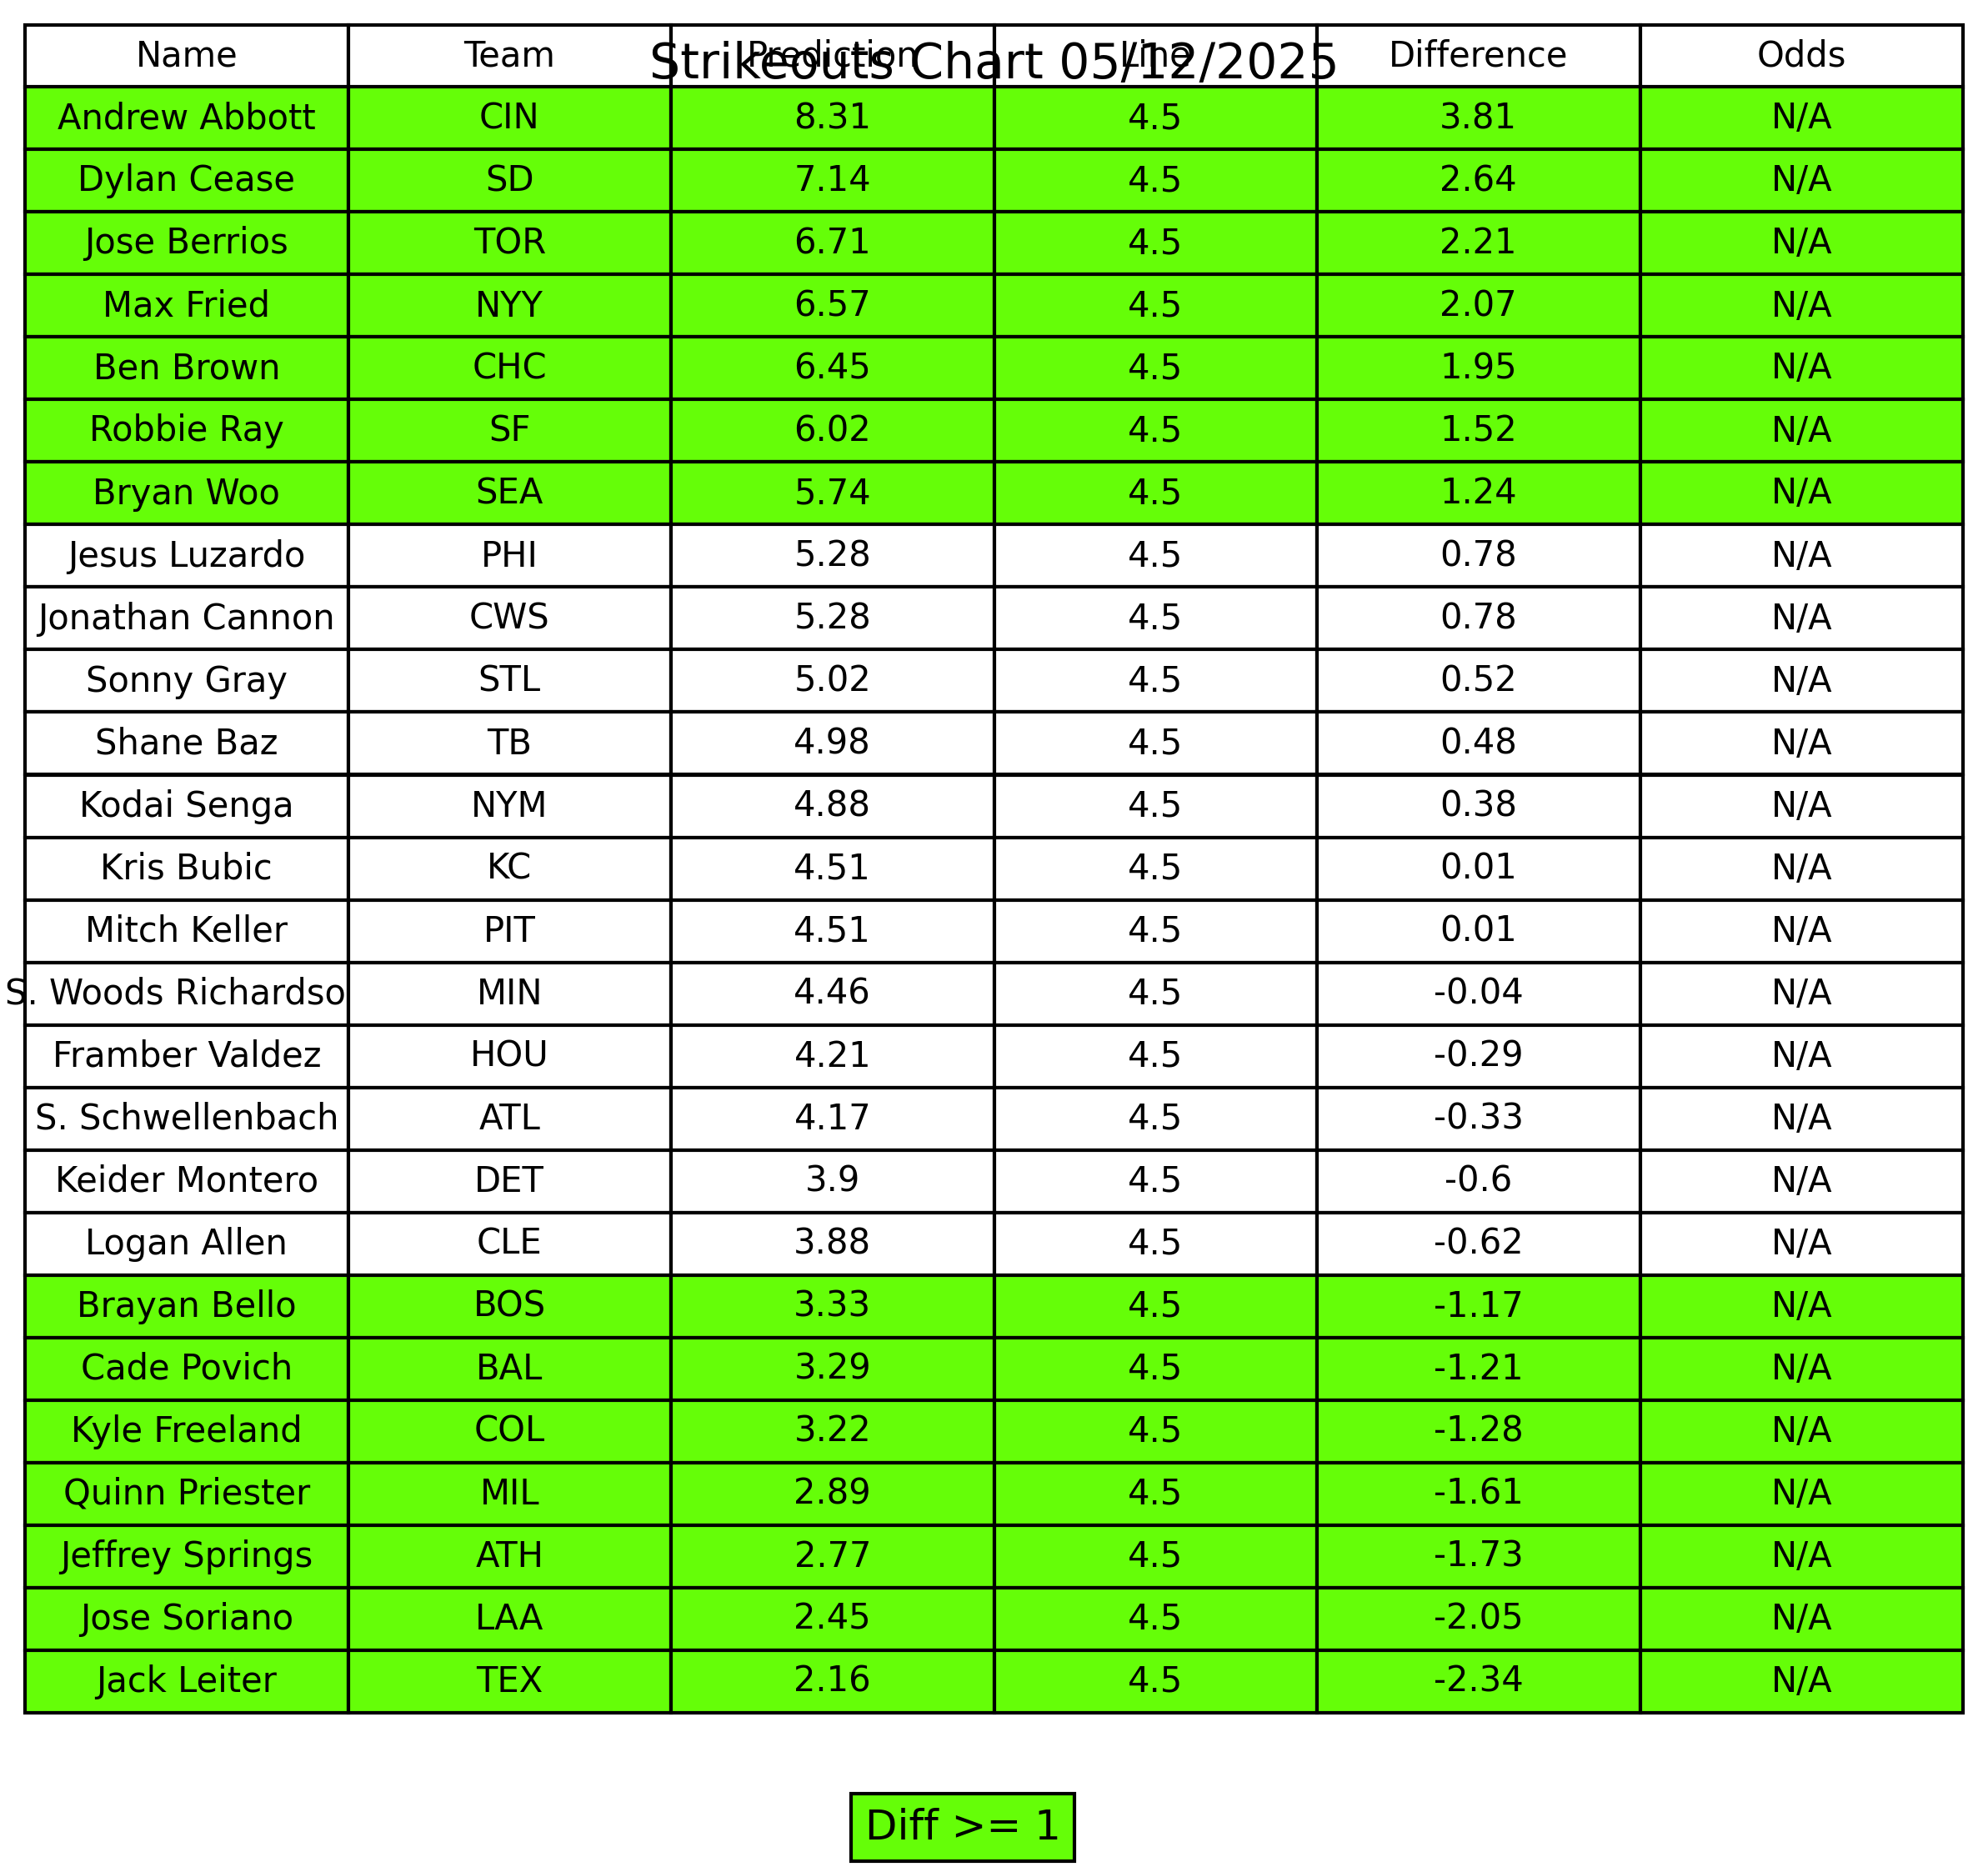 Strikeouts Chart 05/12/2025
Name Team Prediction Line Difference Odds
Andrew Abbott CIN 8.31 4.5 3.81 N/A
Dylan Cease SD 7.14 4.5 2.64 N/A
Jose Berrios TOR 6.71 4.5 2.21 N/A
Max Fried NYY 6.57 4.5 2.07 N/A
Ben Brown CHC 6.45 4.5 1.95 N/A
Robbie Ray SF 6.02 4.5 1.52 N/A
Bryan Woo SEA 5.74 4.5 1.24 N/A
Jesus Luzardo PHI 5.28 4.5 0.78 N/A
Jonathan Cannon CWS 5.28 4.5 0.78 N/A
Sonny Gray STL 5.02 4.5 0.52 N/A
Shane Baz TB 4.98 4.5 0.48 N/A
Kodai Senga NYM 4.88 4.5 0.38 N/A
Kris Bubic KC 4.51 4.5 0.01 N/A
Mitch Keller PIT 4.51 4.5 0.01 N/A
S. Woods Richardso MIN 4.46 4.5 -0.04 N/A
Framber Valdez HOU 4.21 4.5 -0.29 N/A
S. Schwellenbach ATL 4.17 4.5 -0.33 N/A
Keider Montero DET 3.9 4.5 -0.6 N/A
Logan Allen CLE 3.88 4.5 -0.62 N/A
Brayan Bello BOS 3.33 4.5 -1.17 N/A
Cade Povich BAL 3.29 4.5 -1.21 N/A
Kyle Freeland COL 3.22 4.5 -1.28 N/A
Quinn Priester MIL 2.89 4.5 -1.61 N/A
Jeffrey Springs ATH 2.77 4.5 -1.73 N/A
Jose Soriano LAA 2.45 4.5 -2.05 N/A
Jack Leiter TEX 2.16 4.5 -2.34 N/A
Diff >= 1